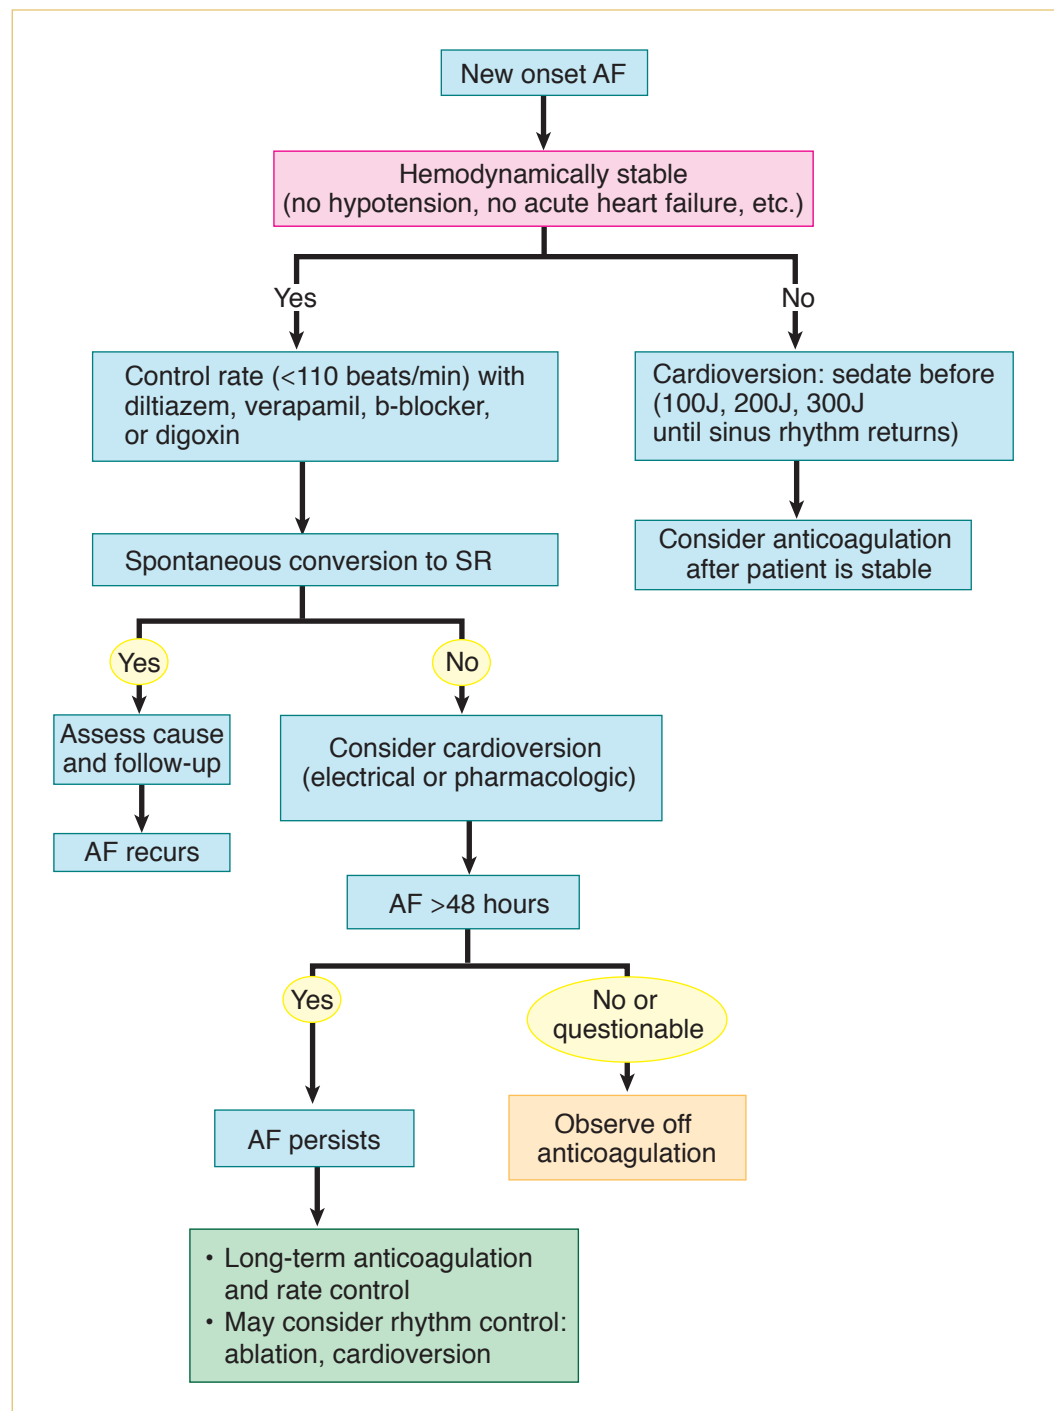 New onset AF
Hemodynamically stable
(no hypotension, no acute heart failure, etc.)
Yes
No
Control rate (<110 beats/min) with
diltiazem, verapamil, b-blocker,
or digoxin
Cardioversion: sedate before
(100J, 200J, 300J
until sinus rhythm returns)
Spontaneous conversion to SR
Consider anticoagulation
after patient is stable
Yes
No
Assess cause
and follow-up
Consider cardioversion
(electrical or pharmacologic)
AF recurs
AF >48 hours
Yes
No or
questionable
AF persists
Observe off
anticoagulation
• Long-term anticoagulation
and rate control
• May consider rhythm control:
ablation, cardioversion